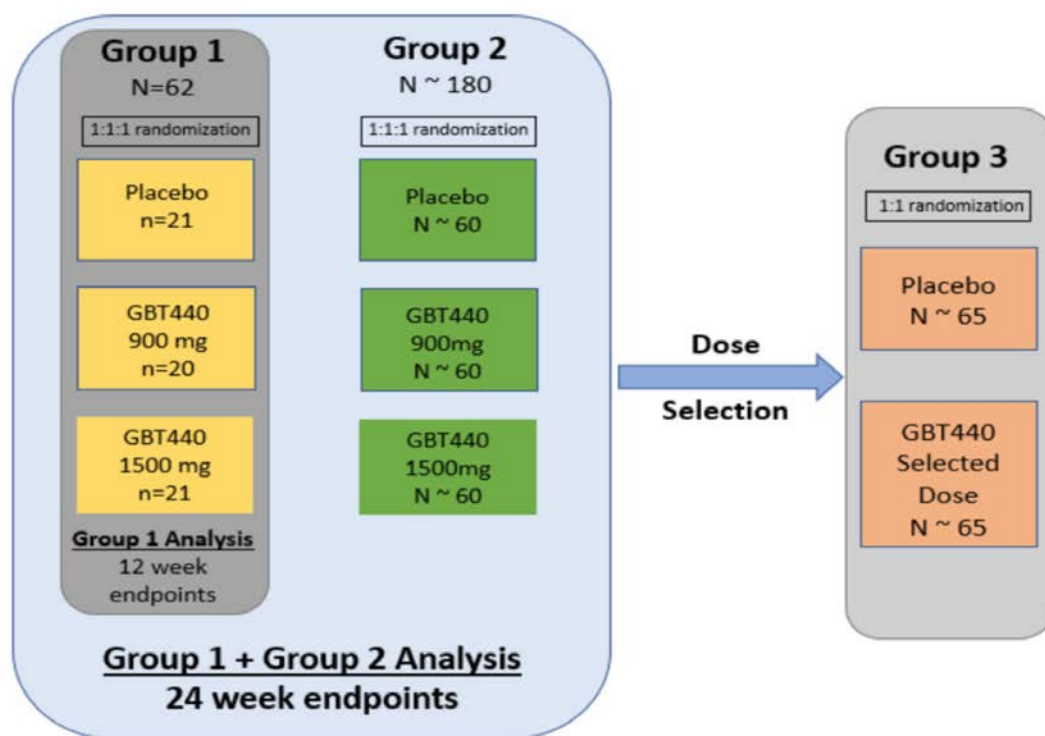 Group 1
N=62
1:1:1 randomization
Placebo
n=21
GBT440
900 mg
n=20
GBT440
1500 mg
n=21
Group 1 Analysis
12 week
endpoints
Group 2
N ~ 180
1:1:1 randomization
Placebo
N ~ 60
GBT440
900mg
N ~ 60
GBT440
1500mg
N ~ 60
Group 1 + Group 2 Analysis
24 week endpoints
Dose
Selection
Group 3
1:1 randomization
Placebo
N ~ 65
GBT440
Selected
Dose
N ~ 65